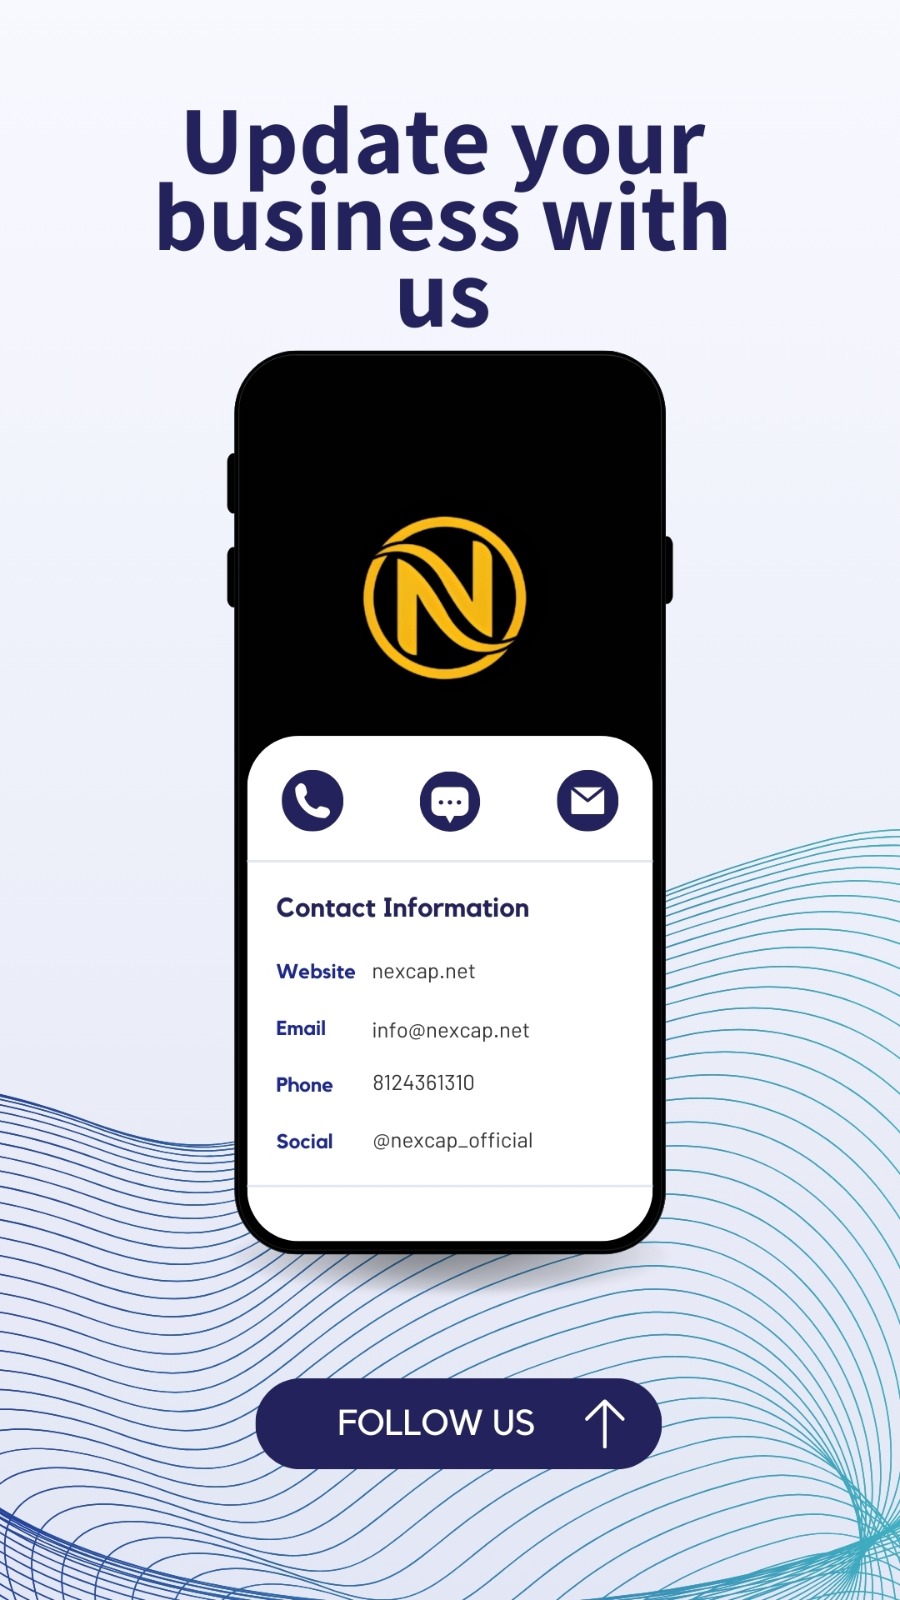 Update your
business with
us
N
Contact Information
Website nexcap.net
Email info@nexcap.net
Phone 8124361310
Social @nexcap_official
FOLLOW US